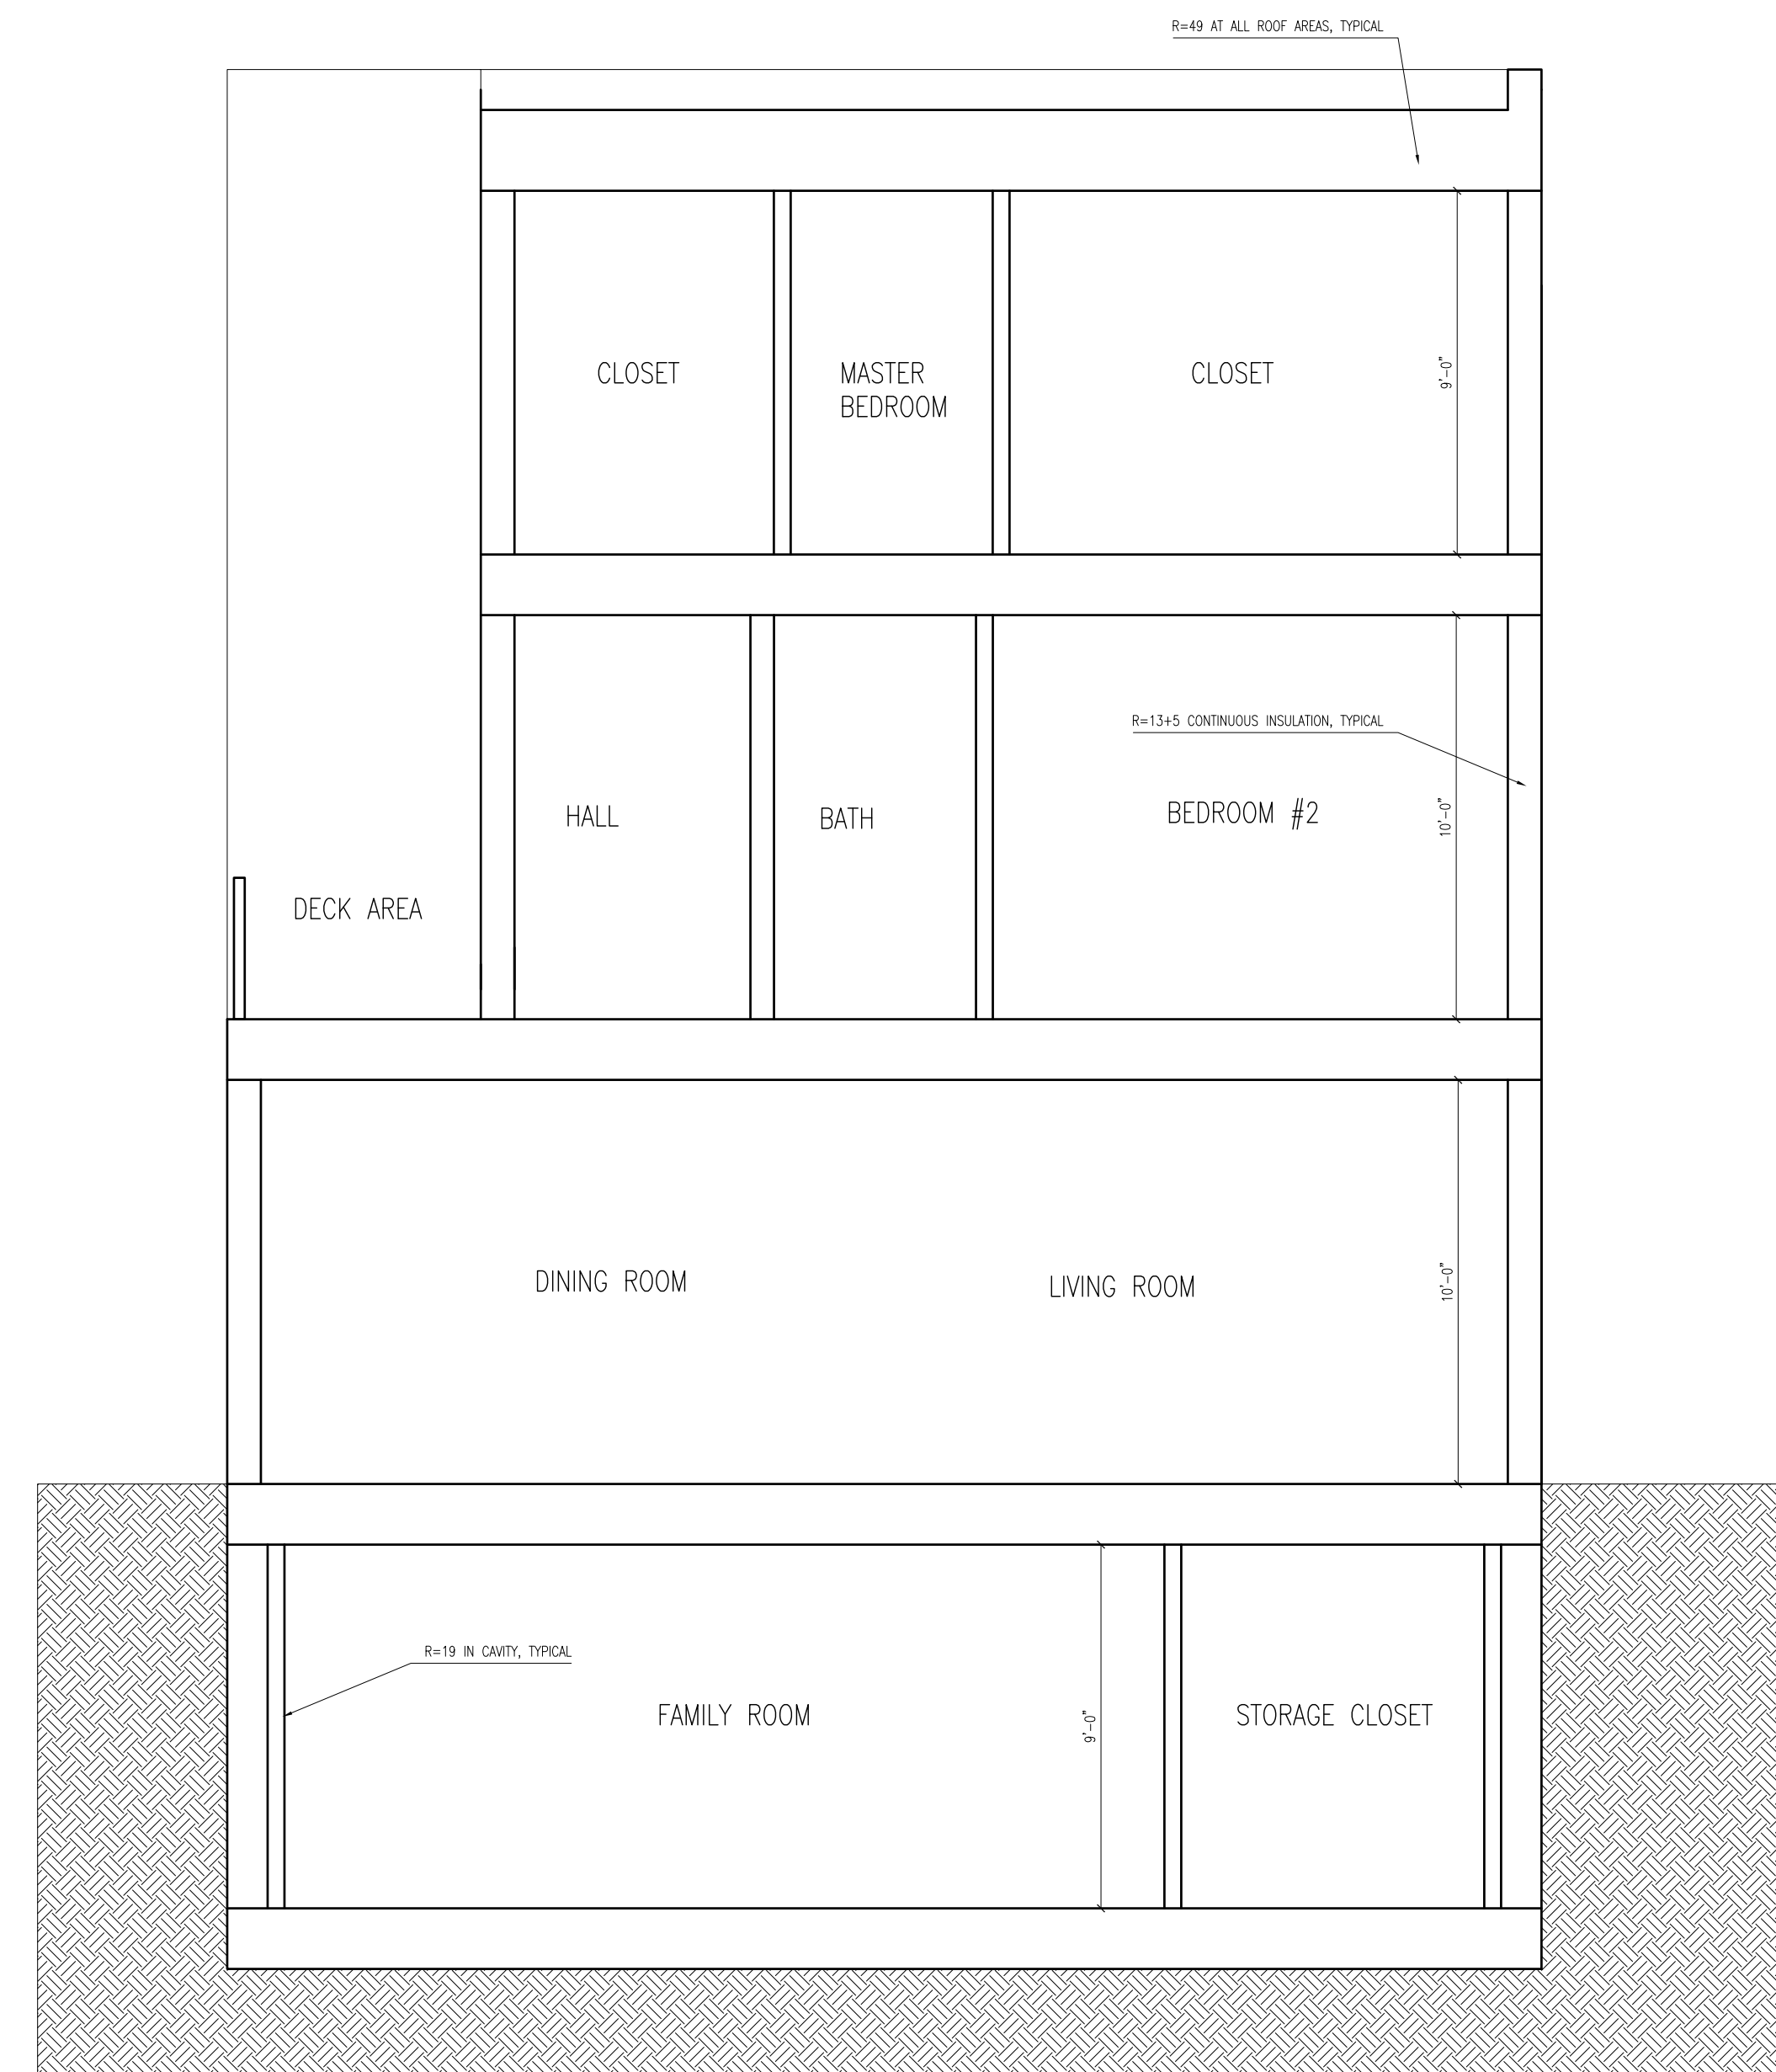 R=49 AT ALL ROOF AREAS, TYPICAL
CLOSET
MASTER
BEDROOM
CLOSET
9'-0"
R=13+5 CONTINUOUS INSULATION, TYPICAL
HALL
BATH
BEDROOM #2
10'-0"
DECK AREA
DINING ROOM
LIVING ROOM
10'-0"
R=19 IN CAVITY, TYPICAL
FAMILY ROOM
9'-0"
STORAGE CLOSET